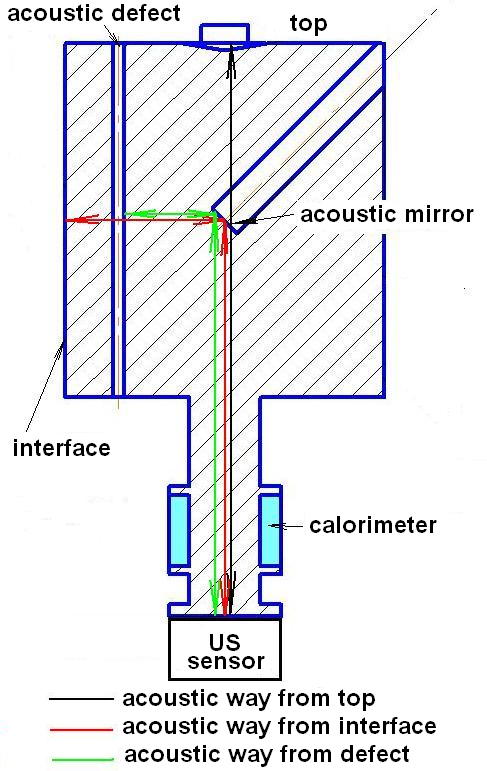 acoustic defect
top
acoustic mirror
interface
calorimeter
US
sensor
acoustic way from top
acoustic way from interface
acoustic way from defect